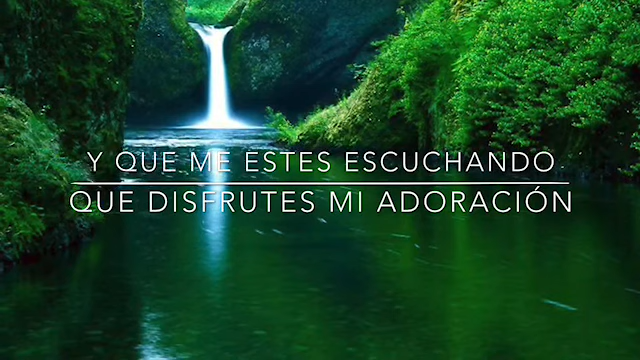 Y QUE ME ESTES ESCUCHANDO
QUE DISFRUTES MI ADORACIÓN